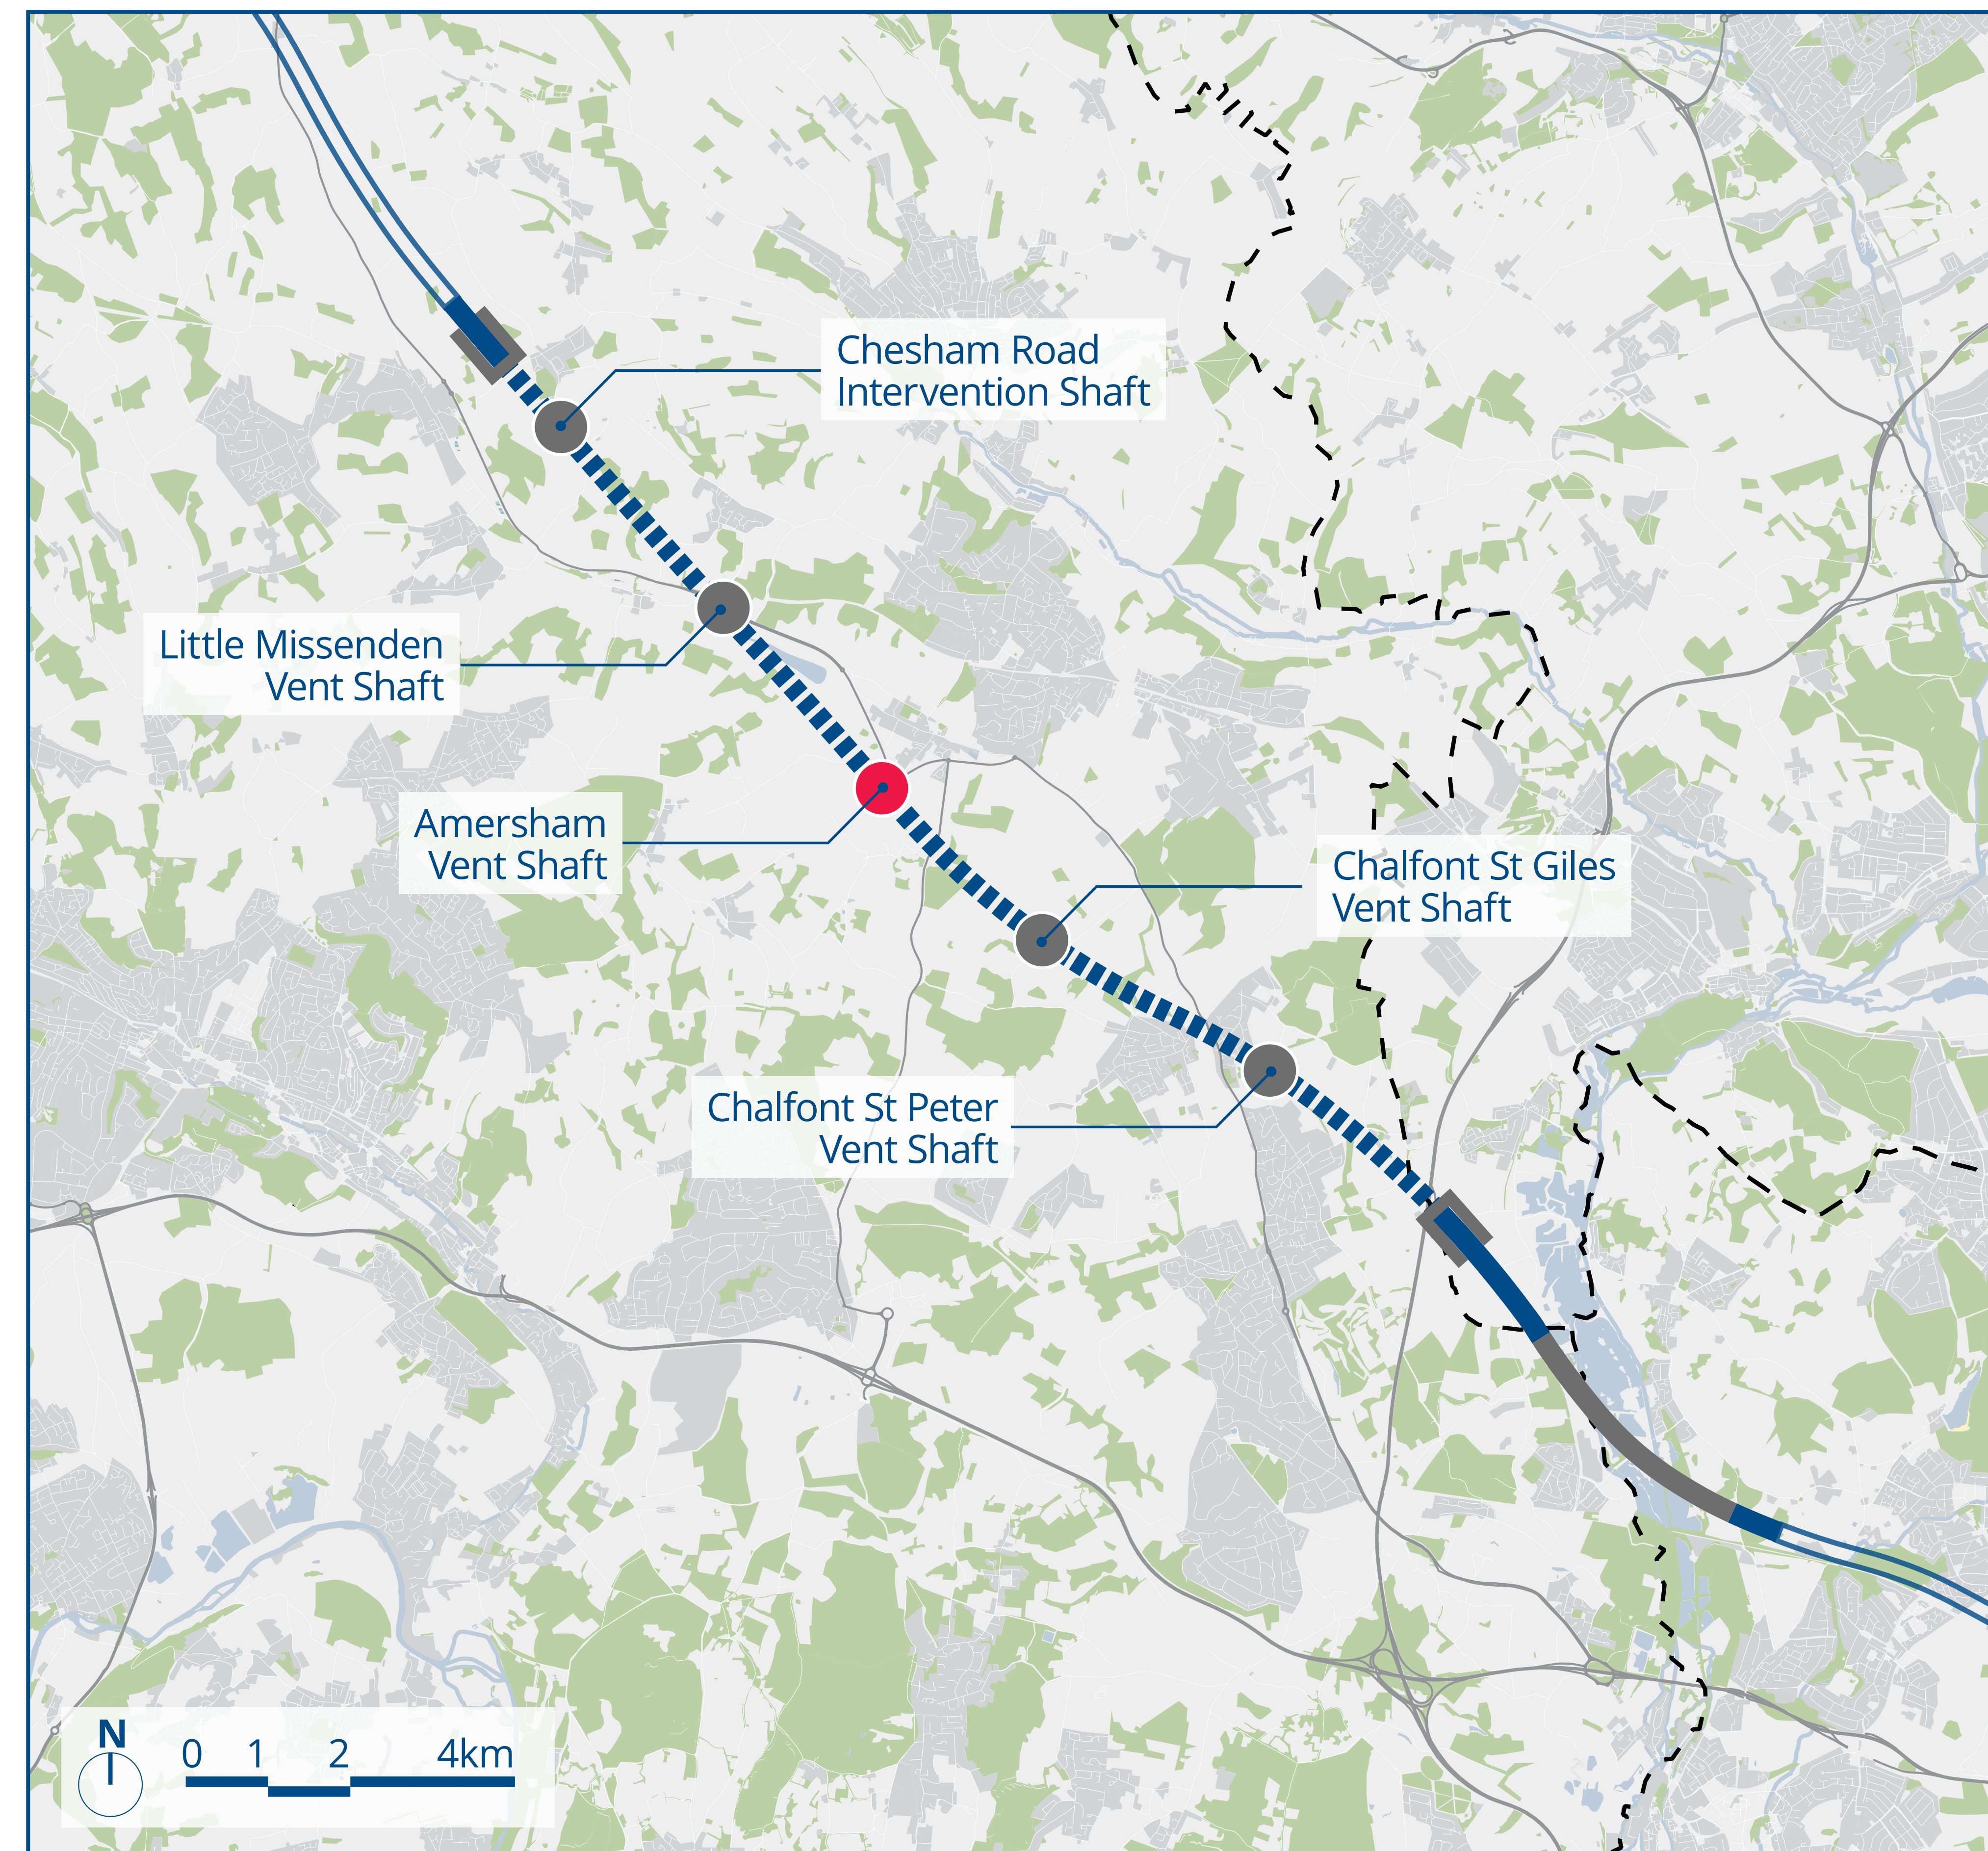 Chesham Road
Intervention Shaft
Little Missenden
Vent Shaft
Amersham
Vent Shaft
Chalfont St Giles
Vent Shaft
Chalfont St Peter
Vent Shaft
N
0 1 2 4km